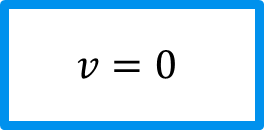 v = 0